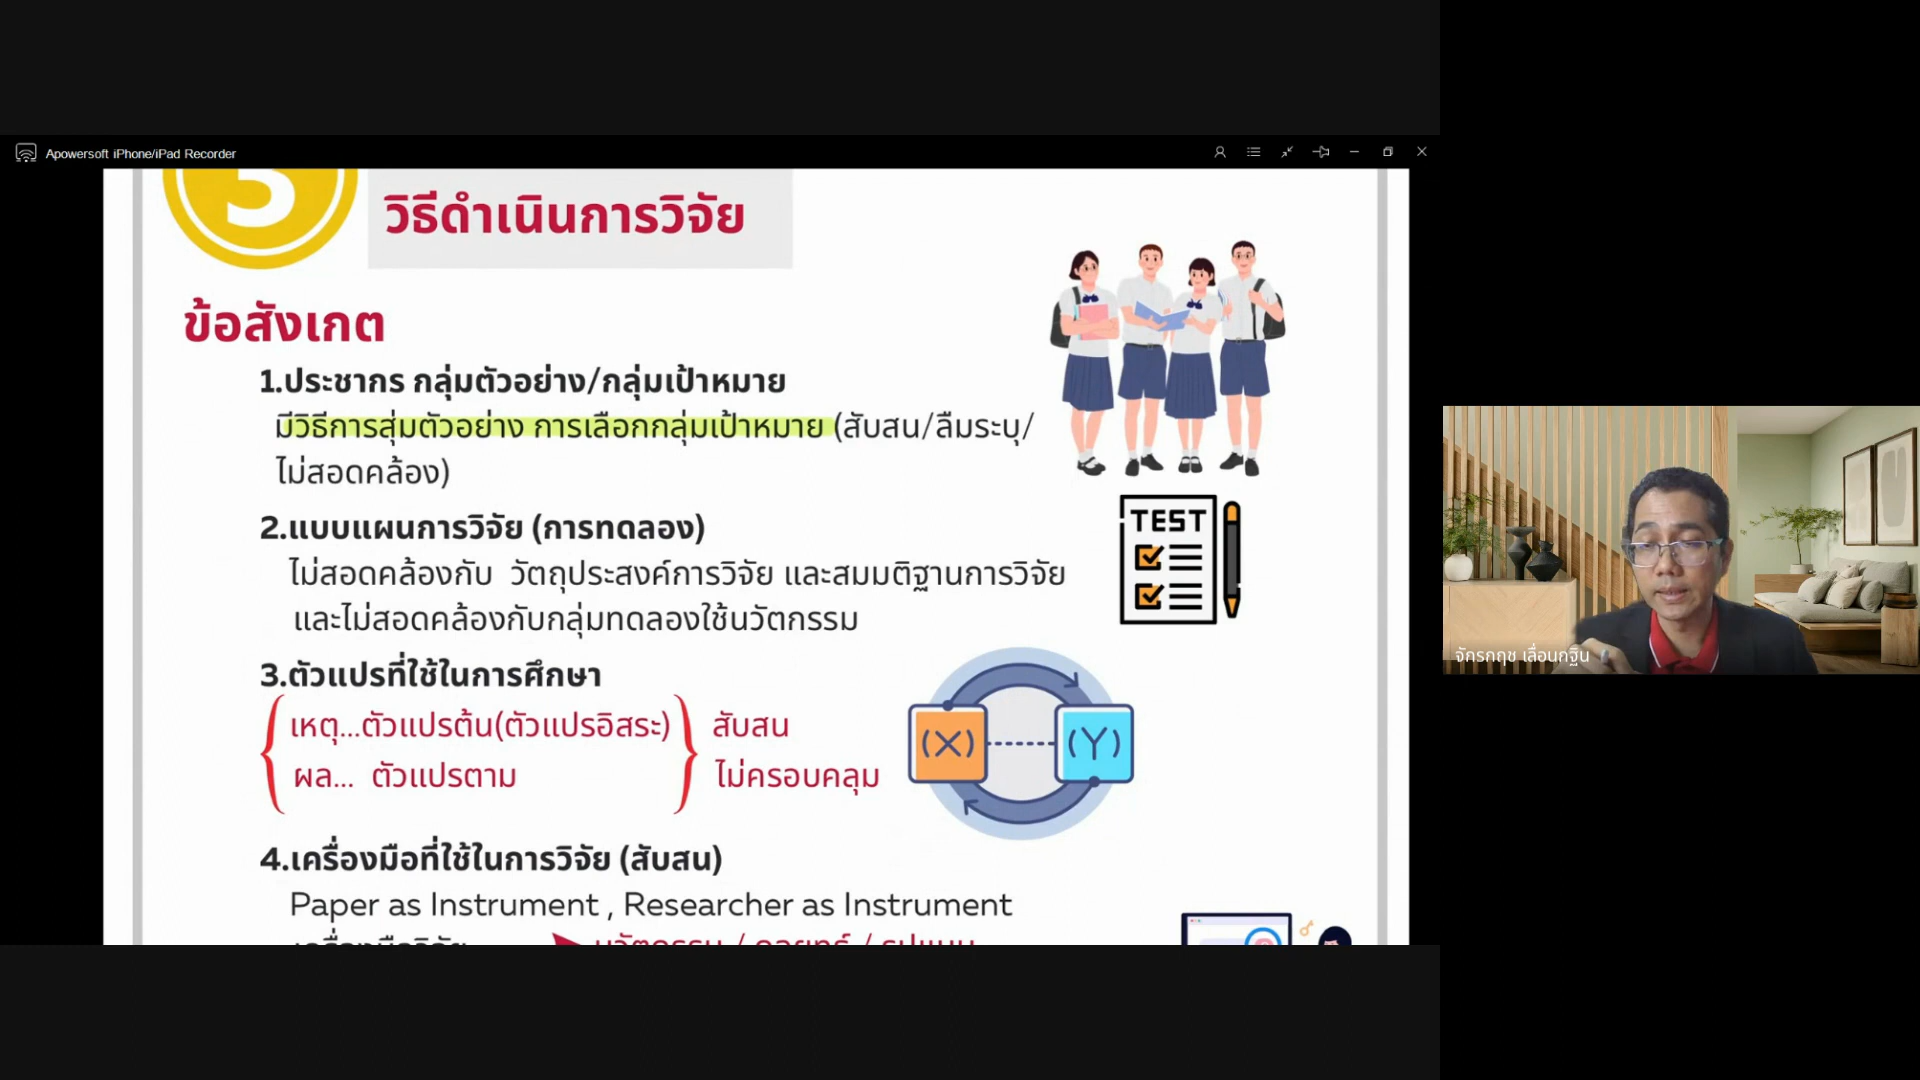 Apowersoft iPhone/iPad Recorder
3
วิธีดำเนินการวิจัย
ข้อสังเกต
1.ประชากร กลุ่มตัวอย่าง/กลุ่มเป้าหมาย
มีวิธีการสุ่มตัวอย่าง การเลือกกลุ่มเป้าหมาย (สับสน/ลืมระบุ/
ไม่สอดคล้อง)
2.แบบแผนการวิจัย (การทดลอง)
ไม่สอดคล้องกับ วัตถุประสงค์การวิจัย และสมมติฐานการวิจัย
และไม่สอดคล้องกับกลุ่มทดลองใช้นวัตกรรม
TEST
3.ตัวแปรที่ใช้ในการศึกษา
เหตุ...ตัวแปรต้น(ตัวแปรอิสระ) สับสน
ผล... ตัวแปรตาม ไม่ครอบคลุม
(X) (Y)
4.เครื่องมือที่ใช้ในการวิจัย (สับสน)
Paper as Instrument , Researcher as Instrument
จักรกฤช เลื่อนกฐิน